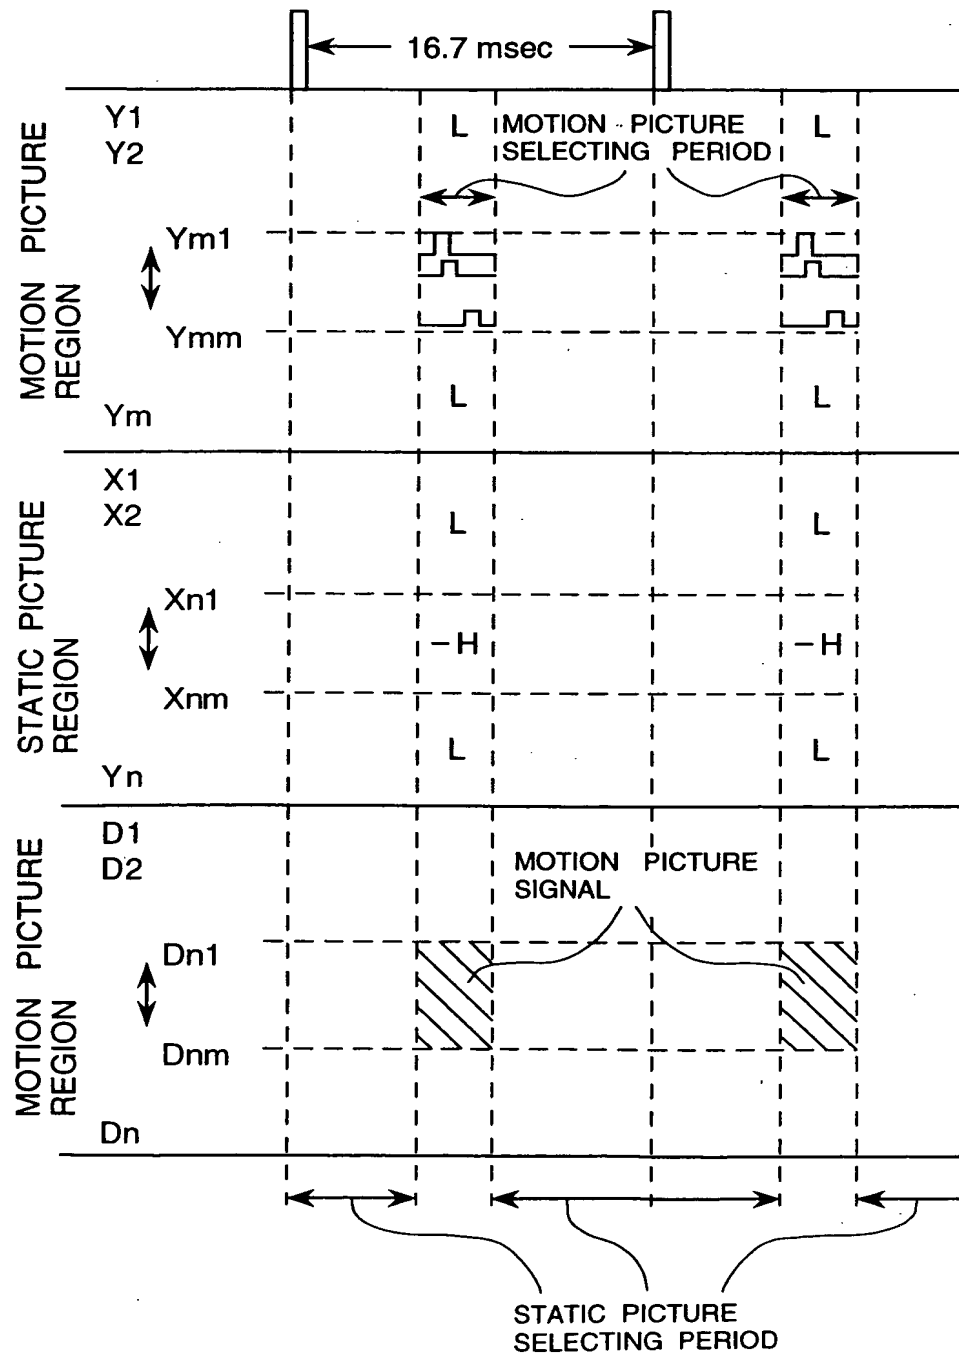 16.7 msec
MOTION PICTURE
REGION
Y1
Y2
L
MOTION PICTURE
SELECTING PERIOD
L
Ym1
Ymm
L
L
Ym
STATIC PICTURE
REGION
X1
X2
L
L
Xn1
–H
–H
Xnm
L
L
Yn
MOTION PICTURE
REGION
D1
D2
MOTION PICTURE
SIGNAL
Dn1
Dnm
Dn
STATIC PICTURE
SELECTING PERIOD